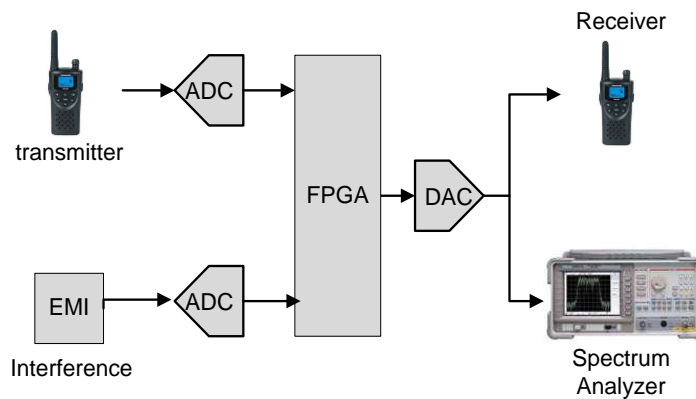 Receiver
ADC
transmitter
FPGA
DAC
EMI
ADC
Interference
Spectrum
Analyzer